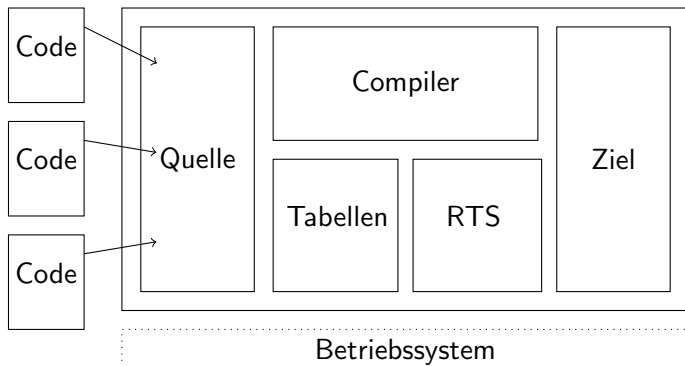 Code
Code
Code
Quelle
Compiler
Tabellen
RTS
Ziel
Betriebssystem